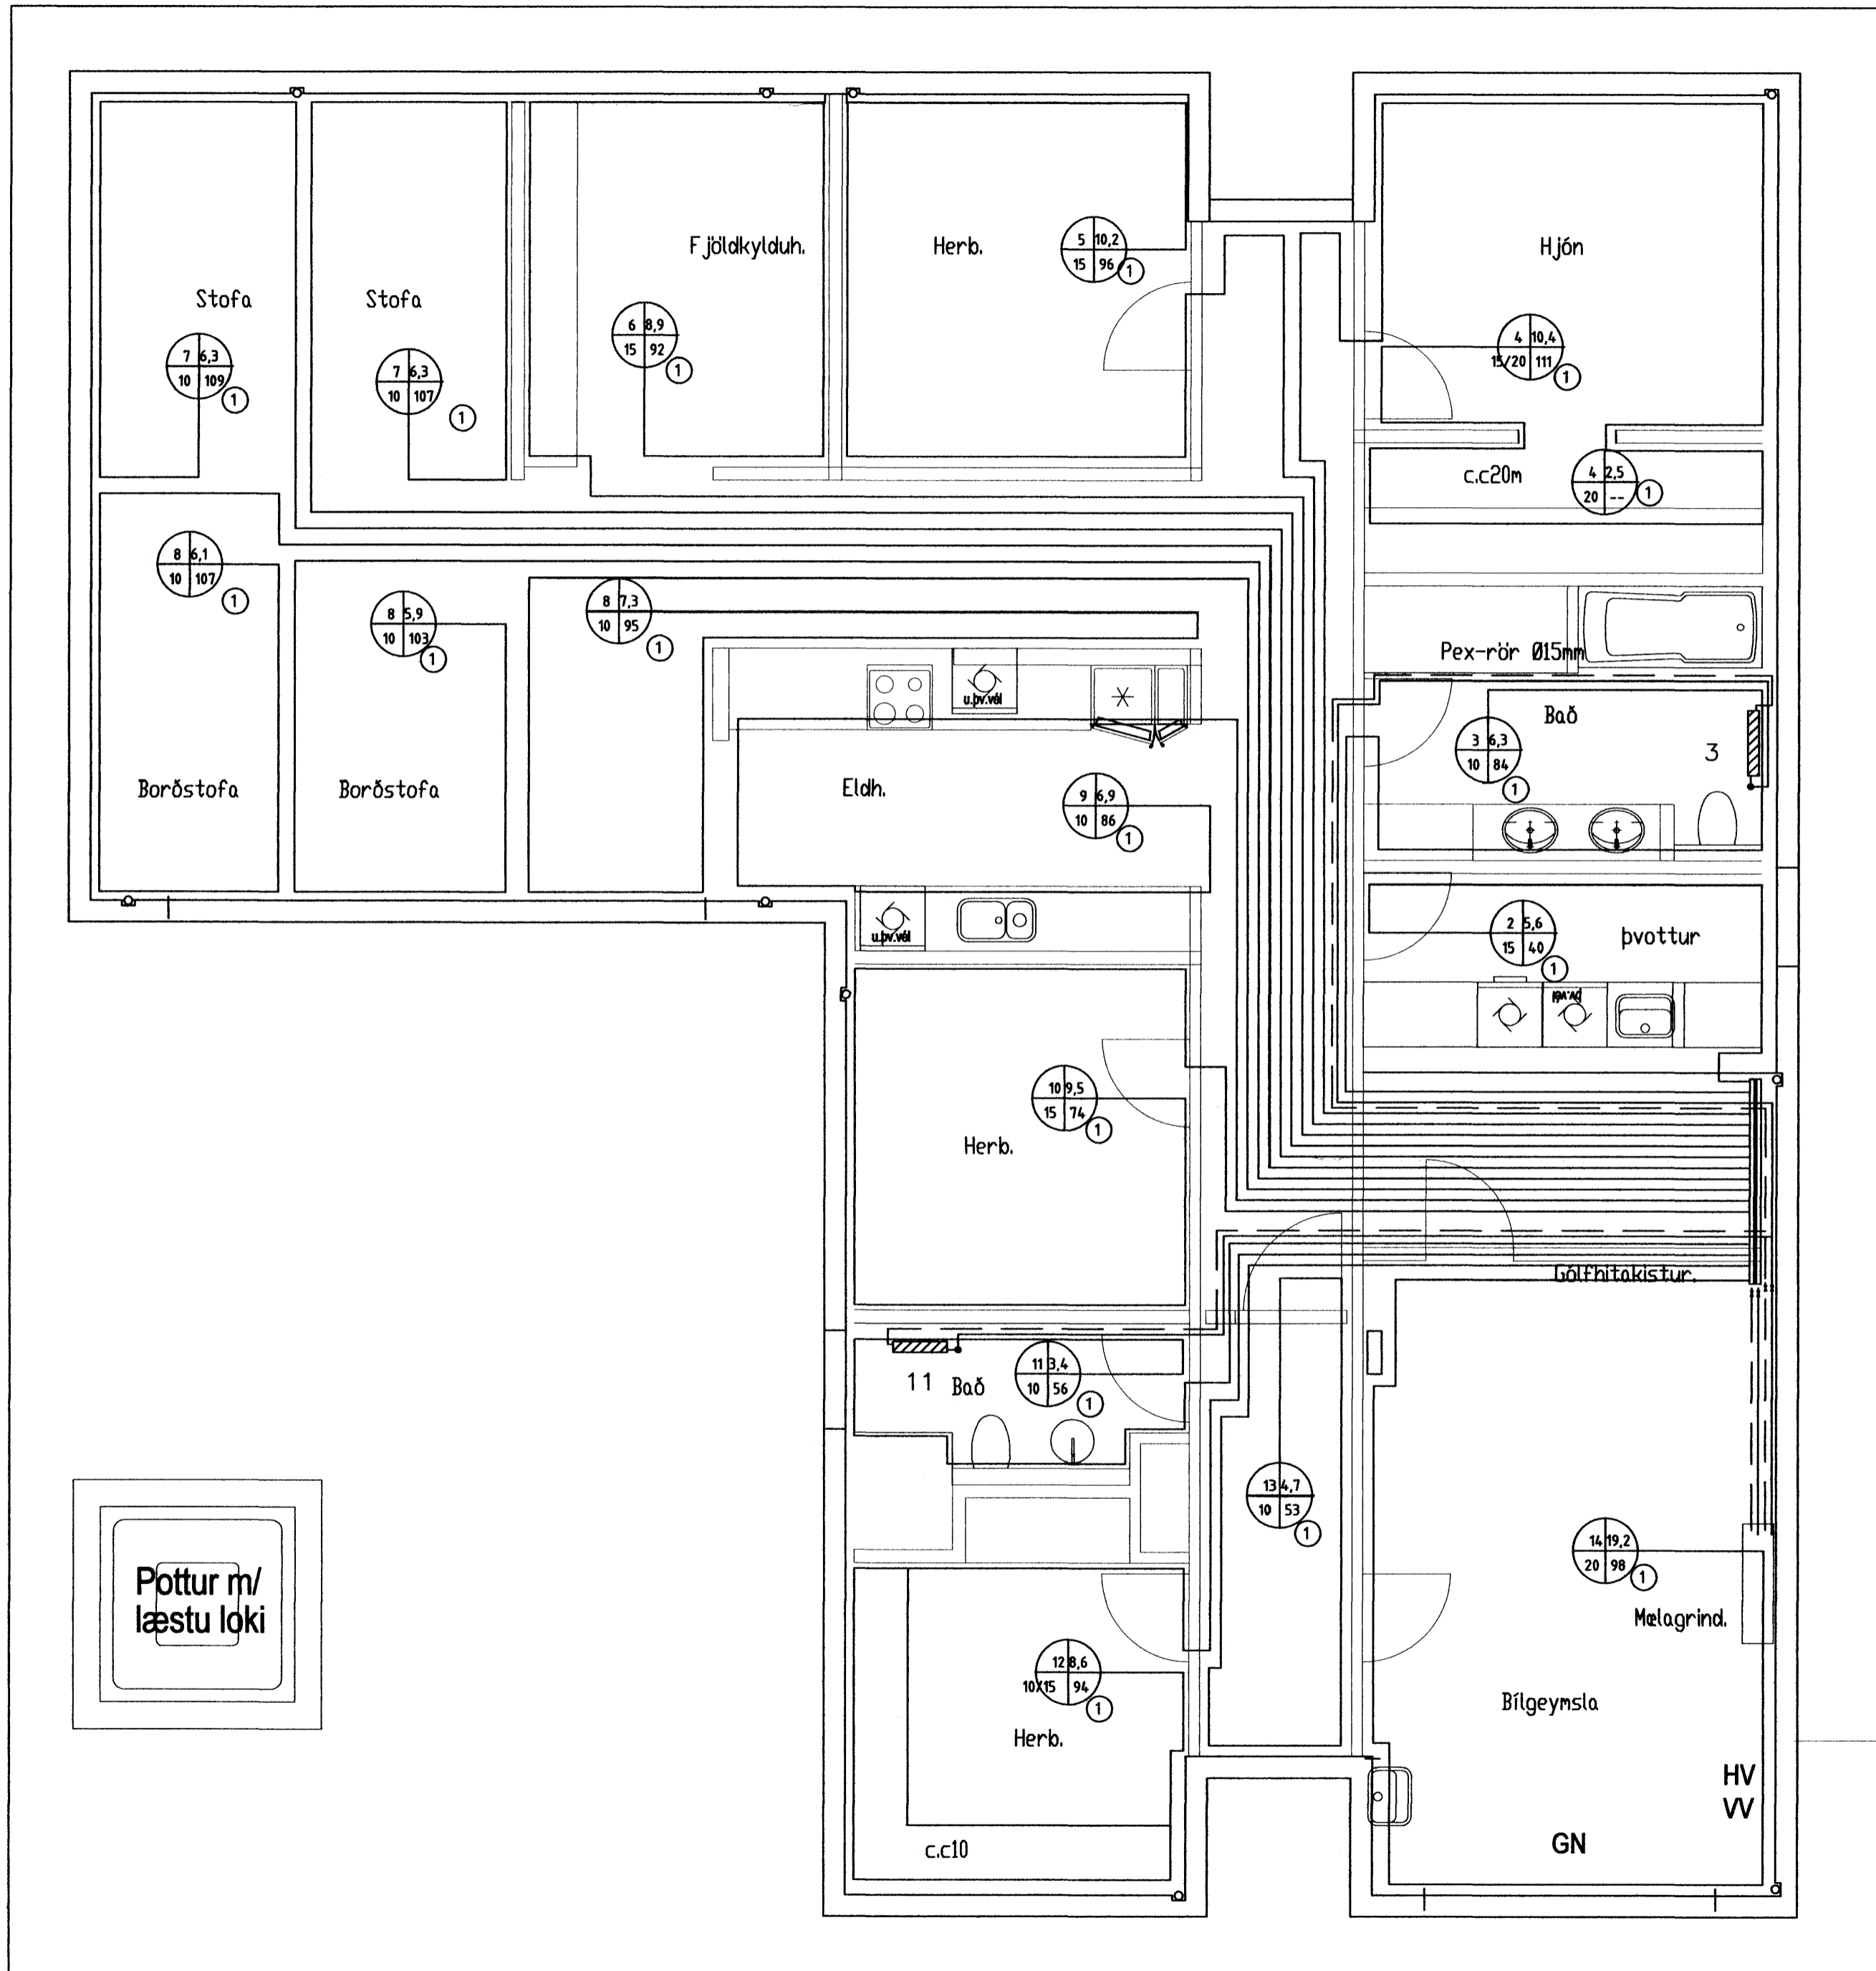 Stofa
7 6,3
10 109
1
Stofa
7 6,3
10 107
1
Fjöldkylduh.
6 8,9
15 92
1
Herb.
5 10,2
15 96
1
Hjón
4 10,4
15/20 111
1
c.c20m
4 2,5
20 --
1
8 6,1
10 107
1
Borðstofa
8 5,9
10 103
1
Borðstofa
8 7,3
10 95
1
u.þv.vél
Eldh.
9 6,9
10 86
1
u.þv.vél
Pex-rör Ø15mm
Bað
3
3 6,3
10 84
1
2 5,6
15 40
1
þvottur
þv.vél
10 9,5
15 74
1
Herb.
Gólfhitakistur.
11 Bað
11 3,4
10 56
1
13 4,7
10 53
1
14 19,2
20 98
1
Mælagrind.
Bílgeymsla
12 8,6
10/15 94
1
Herb.
c.c10
HV
VV
GN
Pottur m/
læstu loki